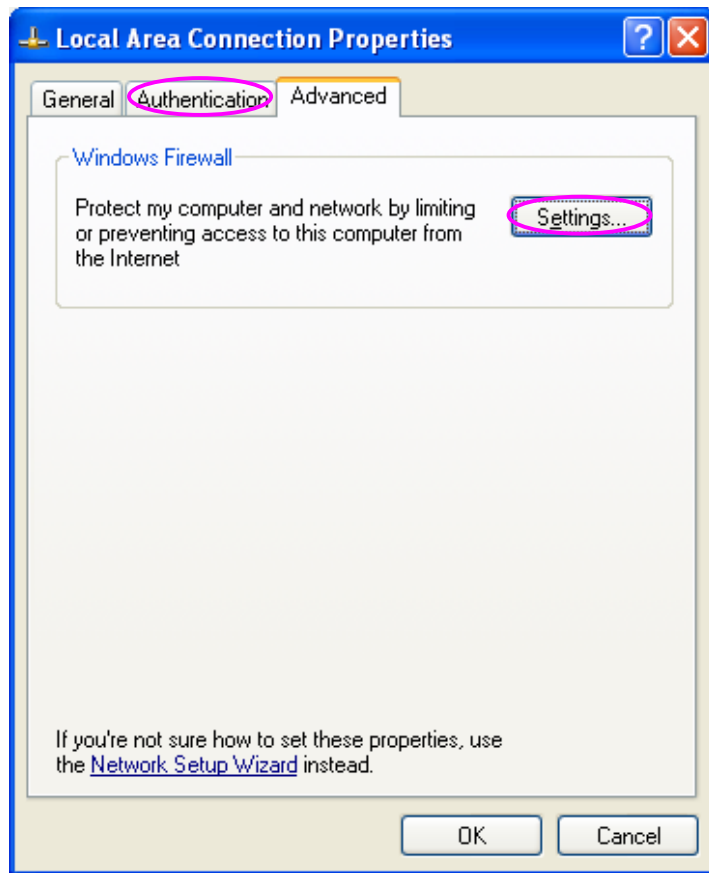 Local Area Connection Properties
?
General Authentication Advanced
Windows Firewall
Protect my computer and network by limiting
or preventing access to this computer from
the Internet
Settings...
If you're not sure how to set these properties, use
the Network Setup Wizard instead.
OK Cancel